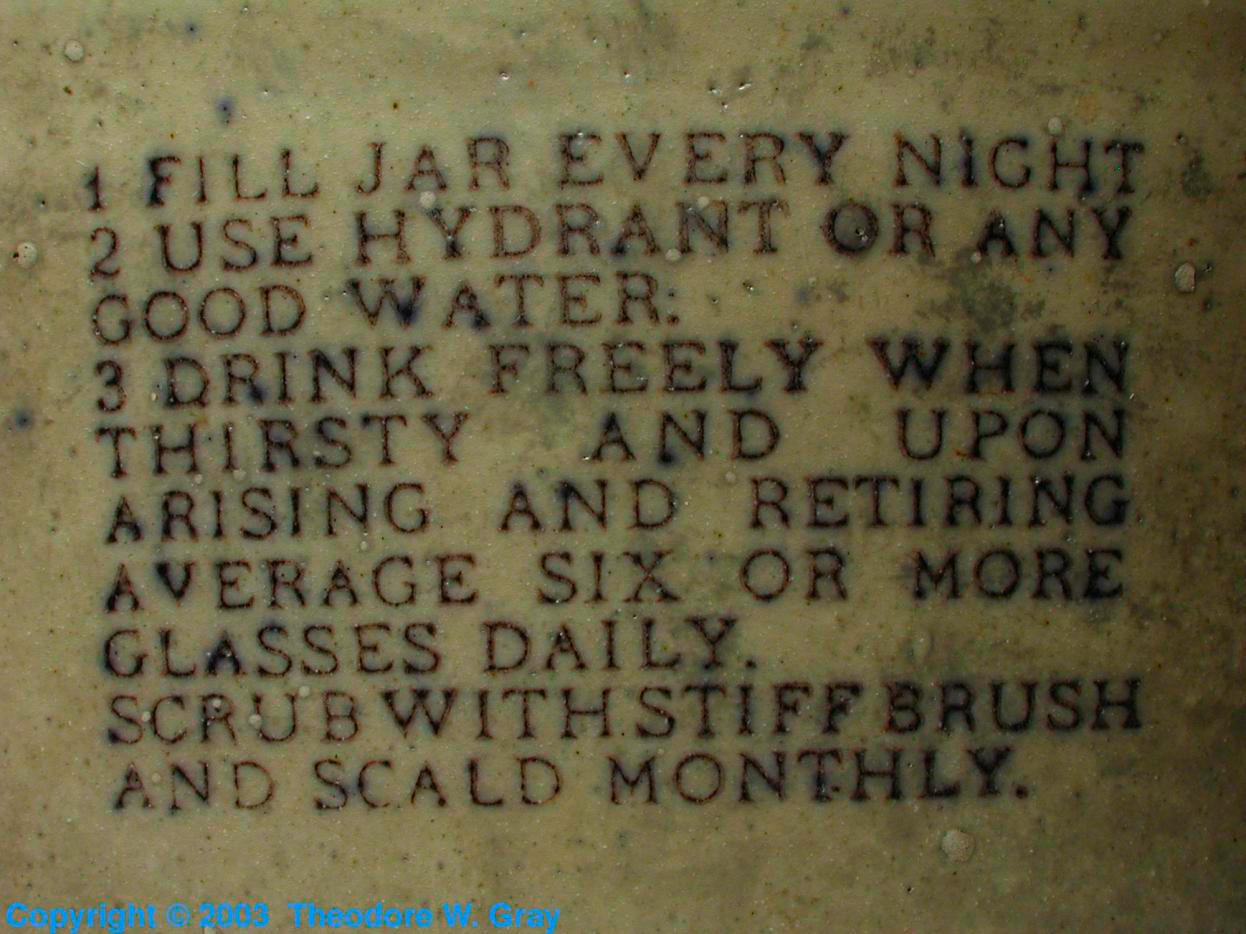 1 FILL JAR EVERY NIGHT
2 USE HYDRANT OR ANY
GOOD WATER:
3 DRINK FREELY WHEN
THIRSTY AND UPON
ARISING AND RETIRING
AVERAGE SIX OR MORE
GLASSES DAILY.
SCRUB WITH STIFF BRUSH
AND SCALD MONTHLY.
Copyright © 2003 Theodore W. Gray